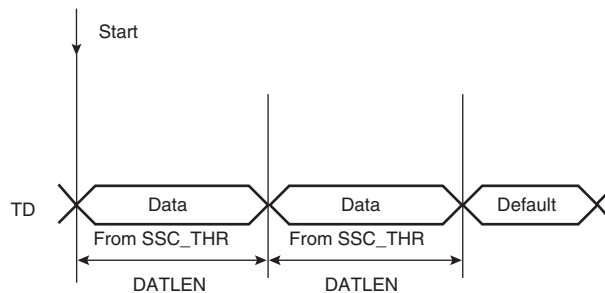 Start
TD
Data
Data
Default
From SSC_THR
From SSC_THR
DATLEN
DATLEN